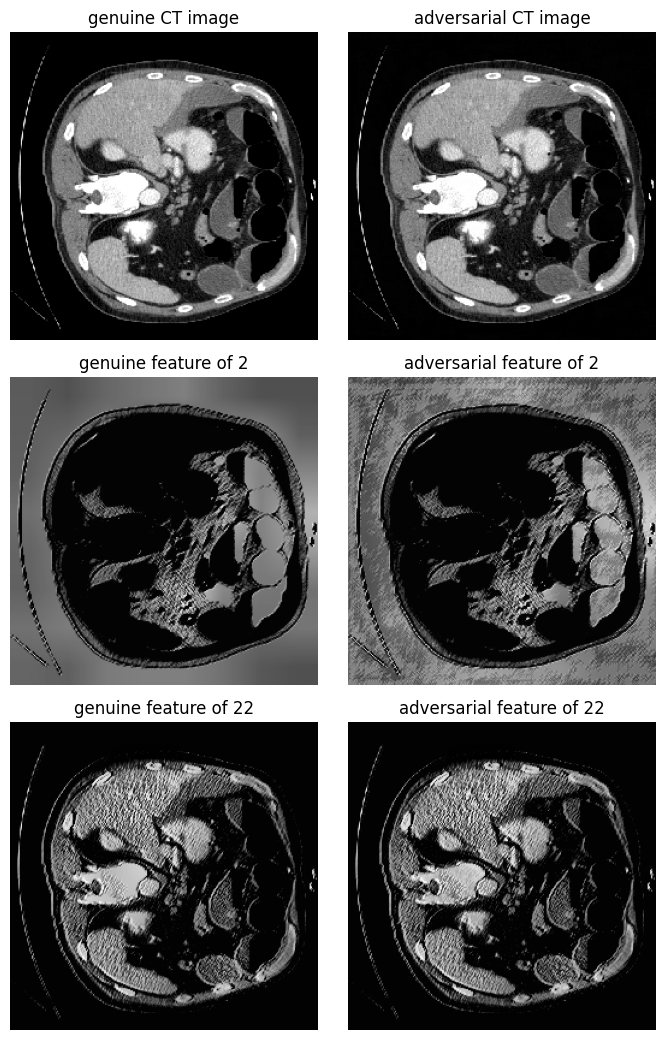 genuine CT image
adversarial CT image
genuine feature of 2
adversarial feature of 2
genuine feature of 22
adversarial feature of 22